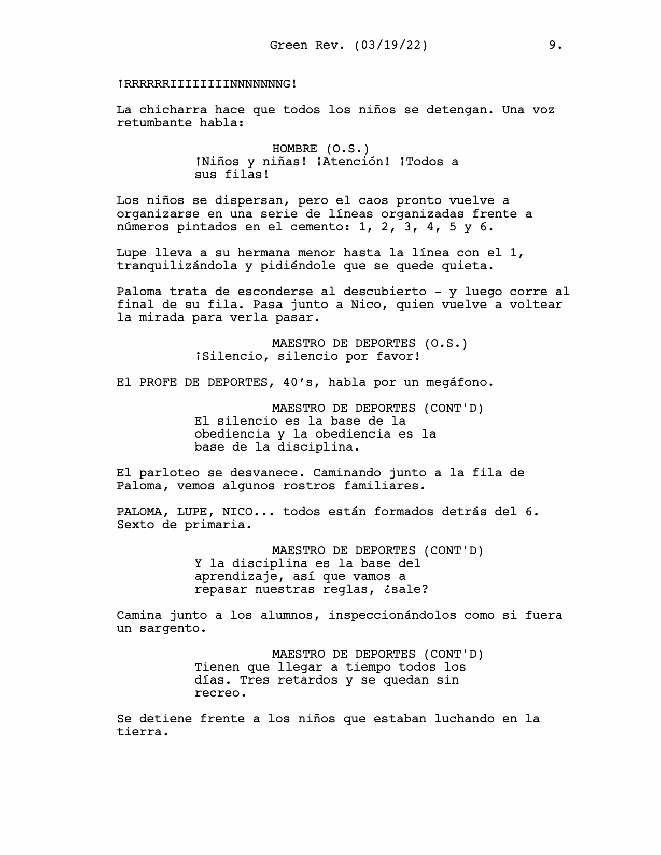 Green Rev. (03/19/22) 9.
¡RRRRRRIIIIIIIINNNNNNNG!
La chicharra hace que todos los niños se detengan. Una voz
retumbante habla:
HOMBRE (O.S.)
¡Niños y niñas! ¡Atención! ¡Todos a
sus filas!
Los niños se dispersan, pero el caos pronto vuelve a
organizarse en una serie de líneas organizadas frente a
números pintados en el cemento: 1, 2, 3, 4, 5 y 6.
Lupe lleva a su hermana menor hasta la línea con el 1,
tranquilizándola y pidiéndole que se quede quieta.
Paloma trata de esconderse al descubierto – y luego corre al
final de su fila. Pasa junto a Nico, quien vuelve a voltear
la mirada para verla pasar.
MAESTRO DE DEPORTES (O.S.)
¡Silencio, silencio por favor!
El PROFE DE DEPORTES, 40's, habla por un megáfono.
MAESTRO DE DEPORTES (CONT'D)
El silencio es la base de la
obediencia y la obediencia es la
base de la disciplina.
El parloteo se desvanece. Caminando junto a la fila de
Paloma, vemos algunos rostros familiares.
PALOMA, LUPE, NICO... todos están formados detrás del 6.
Sexto de primaria.
MAESTRO DE DEPORTES (CONT'D)
Y la disciplina es la base del
aprendizaje, así que vamos a
repasar nuestras reglas, ¿sale?
Camina junto a los alumnos, inspeccionándolos como si fuera
un sargento.
MAESTRO DE DEPORTES (CONT'D)
Tienen que llegar a tiempo todos los
días. Tres retardos y se quedan sin
recreo.
Se detiene frente a los niños que estaban luchando en la
tierra.